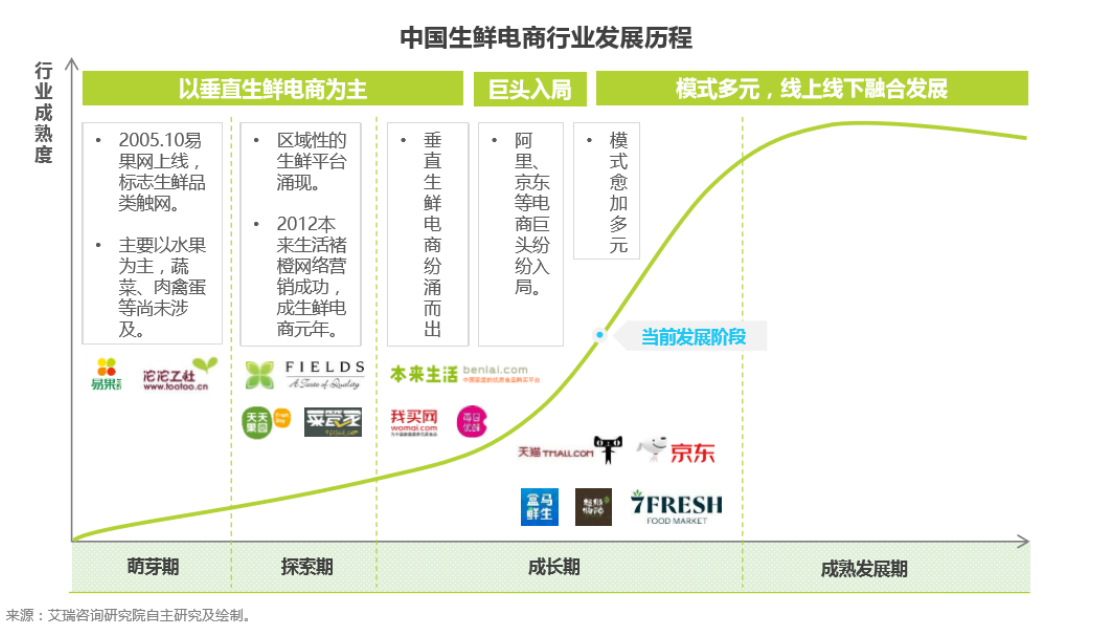 中国生鲜电商行业发展历程
行
业
成
熟
度
以垂直生鲜电商为主
巨头入局
模式多元，线上线下融合发展
• 2005.10易
果网上线，
标志生鲜品
类触网。
• 主要以水果
为主，蔬
菜、肉禽蛋
等尚未涉
及。
• 区域性的
生鲜平台
涌现。
• 2012本
来生活褚
橙网络营
销成功，
成生鲜电
商元年。
• 垂
直
生
鲜
电
商
纷
涌
而
出
• 阿
里、
京东
等电
商巨
头纷
纷入
局。
• 模
式
愈
加
多
元
当前发展阶段
易果
沱沱工社
www.tootoo.cn
FIELDS
A Taste of Quality
天天
果园
菜管家
本来生活
benlai.com
我买网
womai.com
每日
优鲜
天猫 TMALL.COM
京东
盒马
鲜生
7FRESH
FOOD MARKET
萌芽期
探索期
成长期
成熟发展期
来源：艾瑞咨询研究院自主研究及绘制。